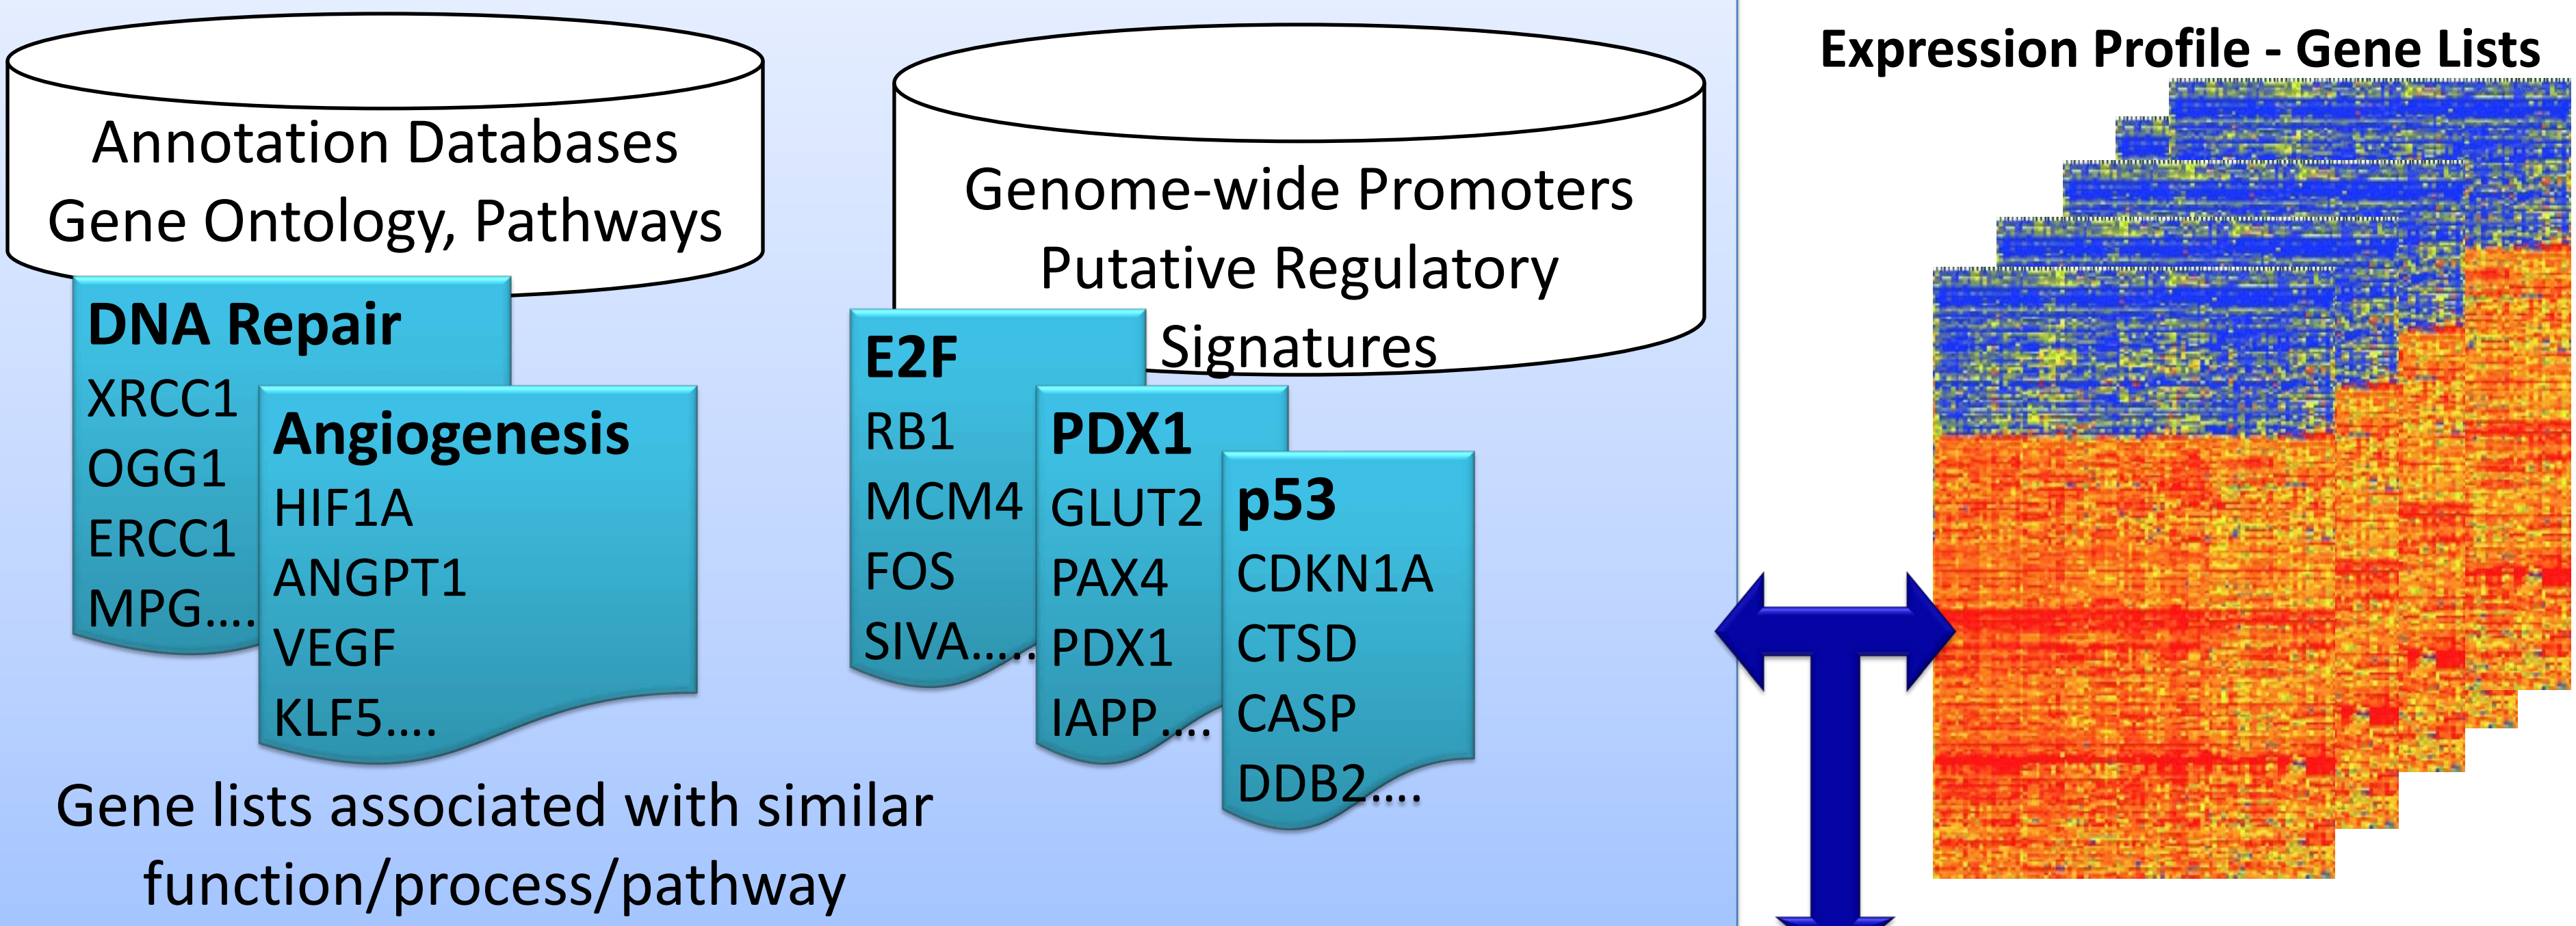 Annotation Databases
Gene Ontology, Pathways
DNA Repair
XRCC1
OGG1
ERCC1
MPG....
Angiogenesis
HIF1A
ANGPT1
VEGF
KLF5....
Gene lists associated with similar
function/process/pathway
Genome-wide Promoters
Putative Regulatory
Signatures
E2F
RB1
MCM4
FOS
SIVA.....
PDX1
GLUT2
PAX4
PDX1
IAPP....
p53
CDKN1A
CTSD
CASP
DDB2....
Expression Profile - Gene Lists